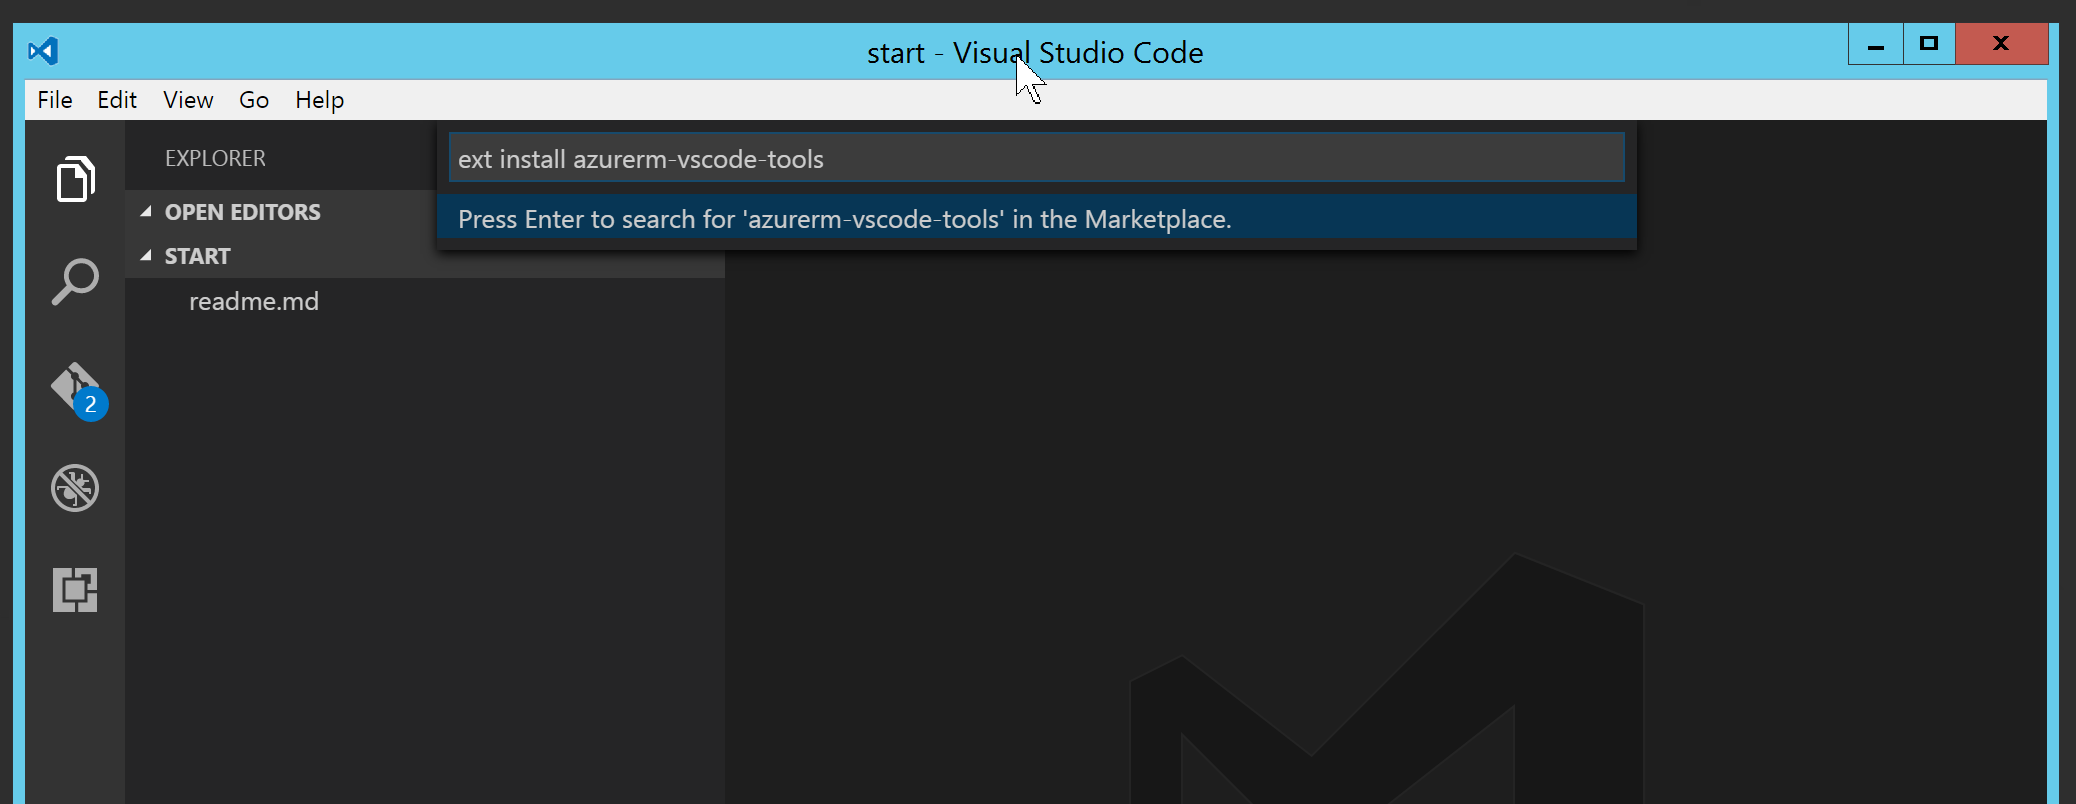 start - Visual Studio Code
File Edit View Go Help
EXPLORER
ext install azurerm-vscode-tools
Press Enter to search for 'azurerm-vscode-tools' in the Marketplace.
OPEN EDITORS
START
readme.md
2